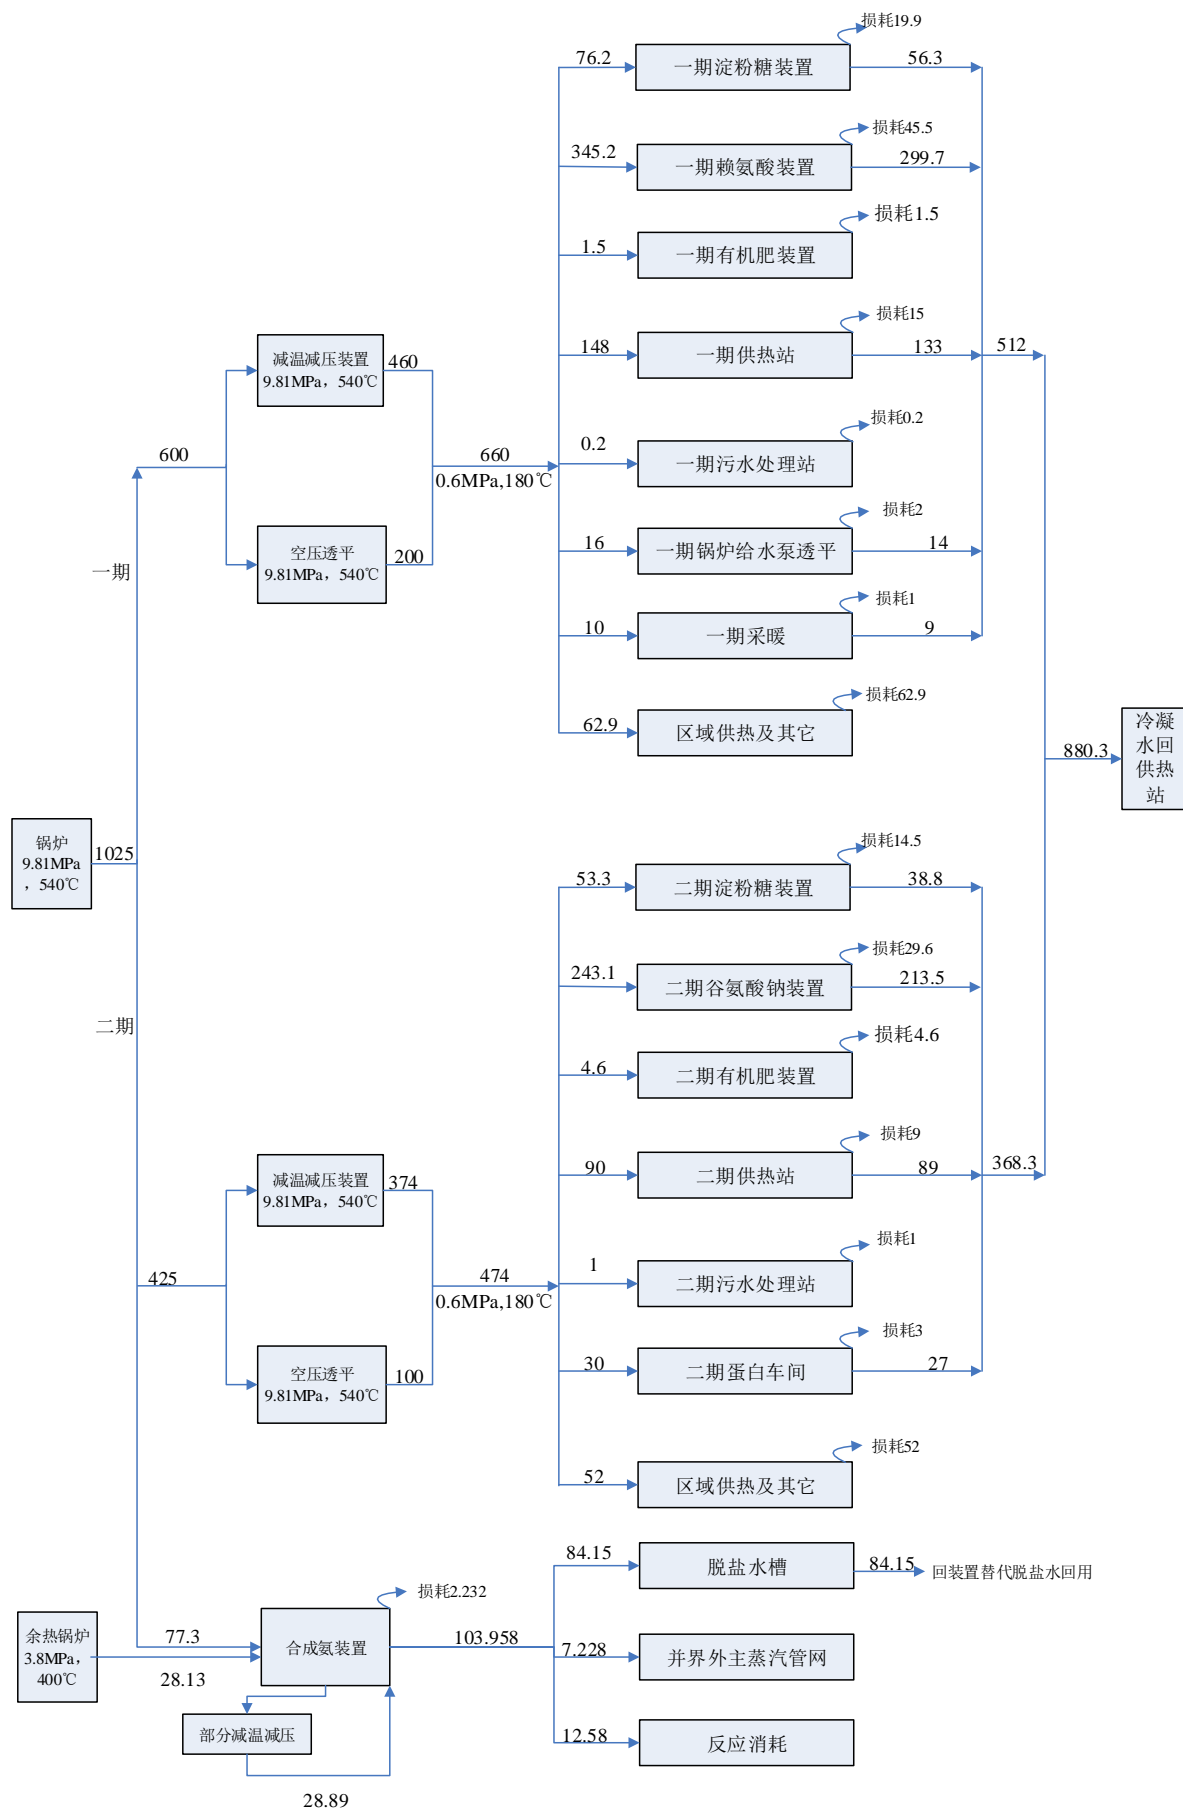 损耗19.9
76.2
一期淀粉糖装置
56.3
损耗45.5
345.2
一期赖氨酸装置
299.7
损耗1.5
1.5
一期有机肥装置
损耗15
148
一期供热站
133
512
减温减压装置
9.81MPa，540℃
460
损耗0.2
0.2
一期污水处理站
600
660
0.6MPa,180℃
损耗2
16
一期锅炉给水泵透平
14
空压透平
9.81MPa，540℃
200
一期
损耗1
10
一期采暖
9
损耗62.9
62.9
区域供热及其它
880.3
冷凝
水回
供热
站
锅炉
9.81MPa
，540℃
1025
损耗14.5
53.3
二期淀粉糖装置
38.8
损耗29.6
243.1
二期谷氨酸钠装置
213.5
二期
损耗4.6
4.6
二期有机肥装置
损耗9
90
二期供热站
89
368.3
减温减压装置
9.81MPa，540℃
374
损耗1
1
二期污水处理站
425
474
0.6MPa,180℃
损耗3
30
二期蛋白车间
27
空压透平
9.81MPa，540℃
100
损耗52
52
区域供热及其它
84.15
脱盐水槽
84.15
回装置替代脱盐水回用
损耗2.232
余热锅炉
3.8MPa，
400℃
77.3
28.13
合成氨装置
103.958
7.228
并界外主蒸汽管网
部分减温减压
12.58
反应消耗
28.89